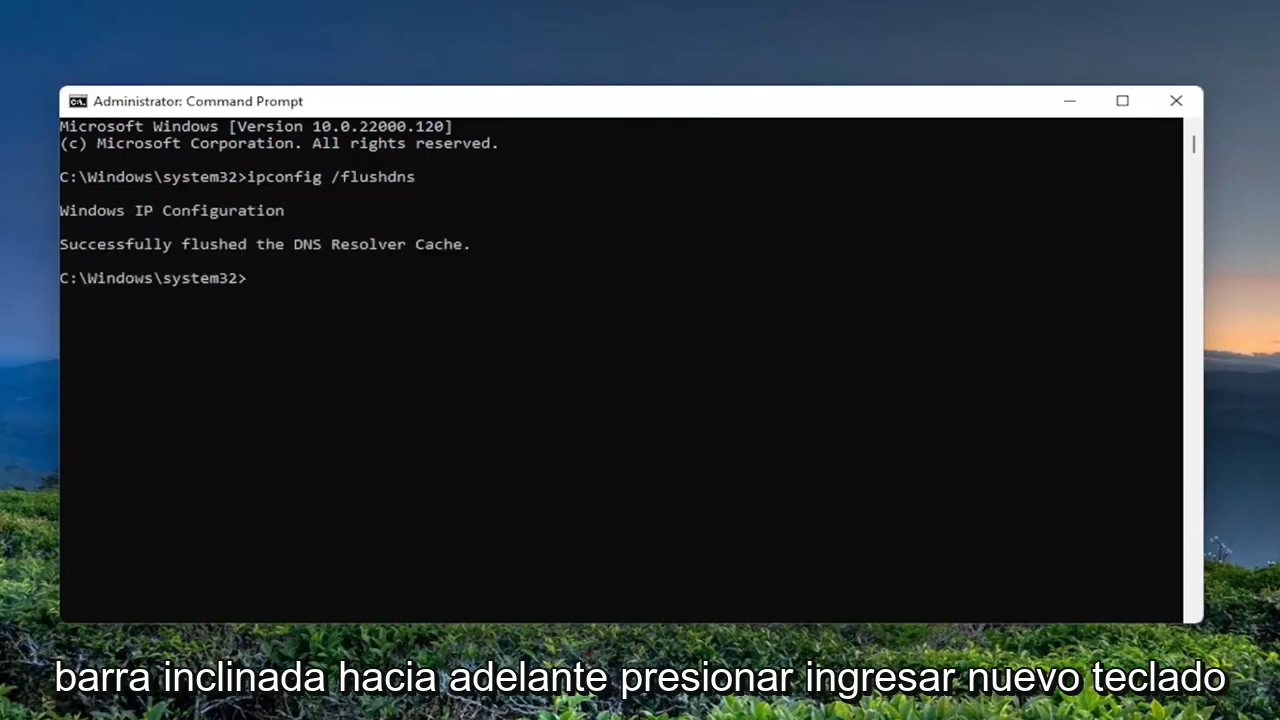 Administrator: Command Prompt
Microsoft Windows [Version 10.0.22000.120]
(c) Microsoft Corporation. All rights reserved.
C:\Windows\system32>ipconfig /flushdns
Windows IP Configuration
Successfully flushed the DNS Resolver Cache.
C:\Windows\system32>
barra inclinada hacia adelante presionar ingresar nuevo teclado